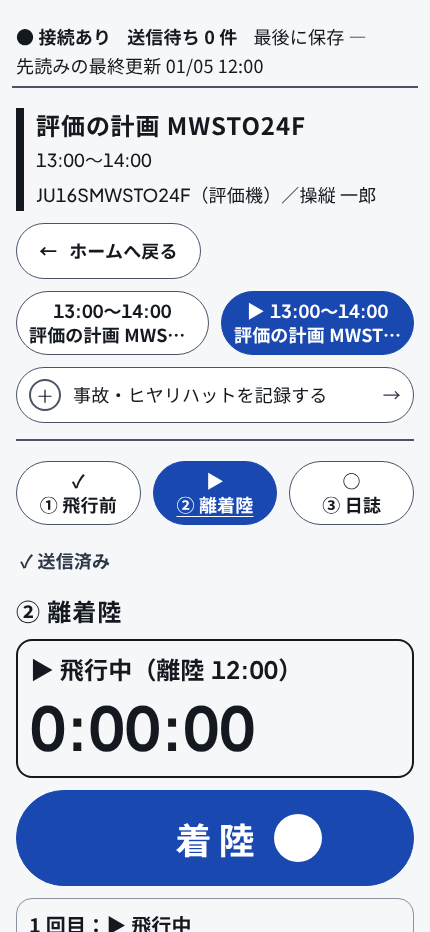 ● 接続あり 送信待ち 0 件 最後に保存 —
先読みの最終更新 01/05 12:00
評価の計画 MWSTO24F
13:00〜14:00
JU16SMWSTO24F（評価機）／操縦 一郎
← ホームへ戻る
13:00〜14:00
評価の計画 MWS…
▶ 13:00〜14:00
評価の計画 MWST…
＋ 事故・ヒヤリハットを記録する →
✓
① 飛行前
▶
② 離着陸
○
③ 日誌
✓ 送信済み
② 離着陸
▶ 飛行中（離陸 12:00）
0:00:00
着陸
1 回目：▶ 飛行中